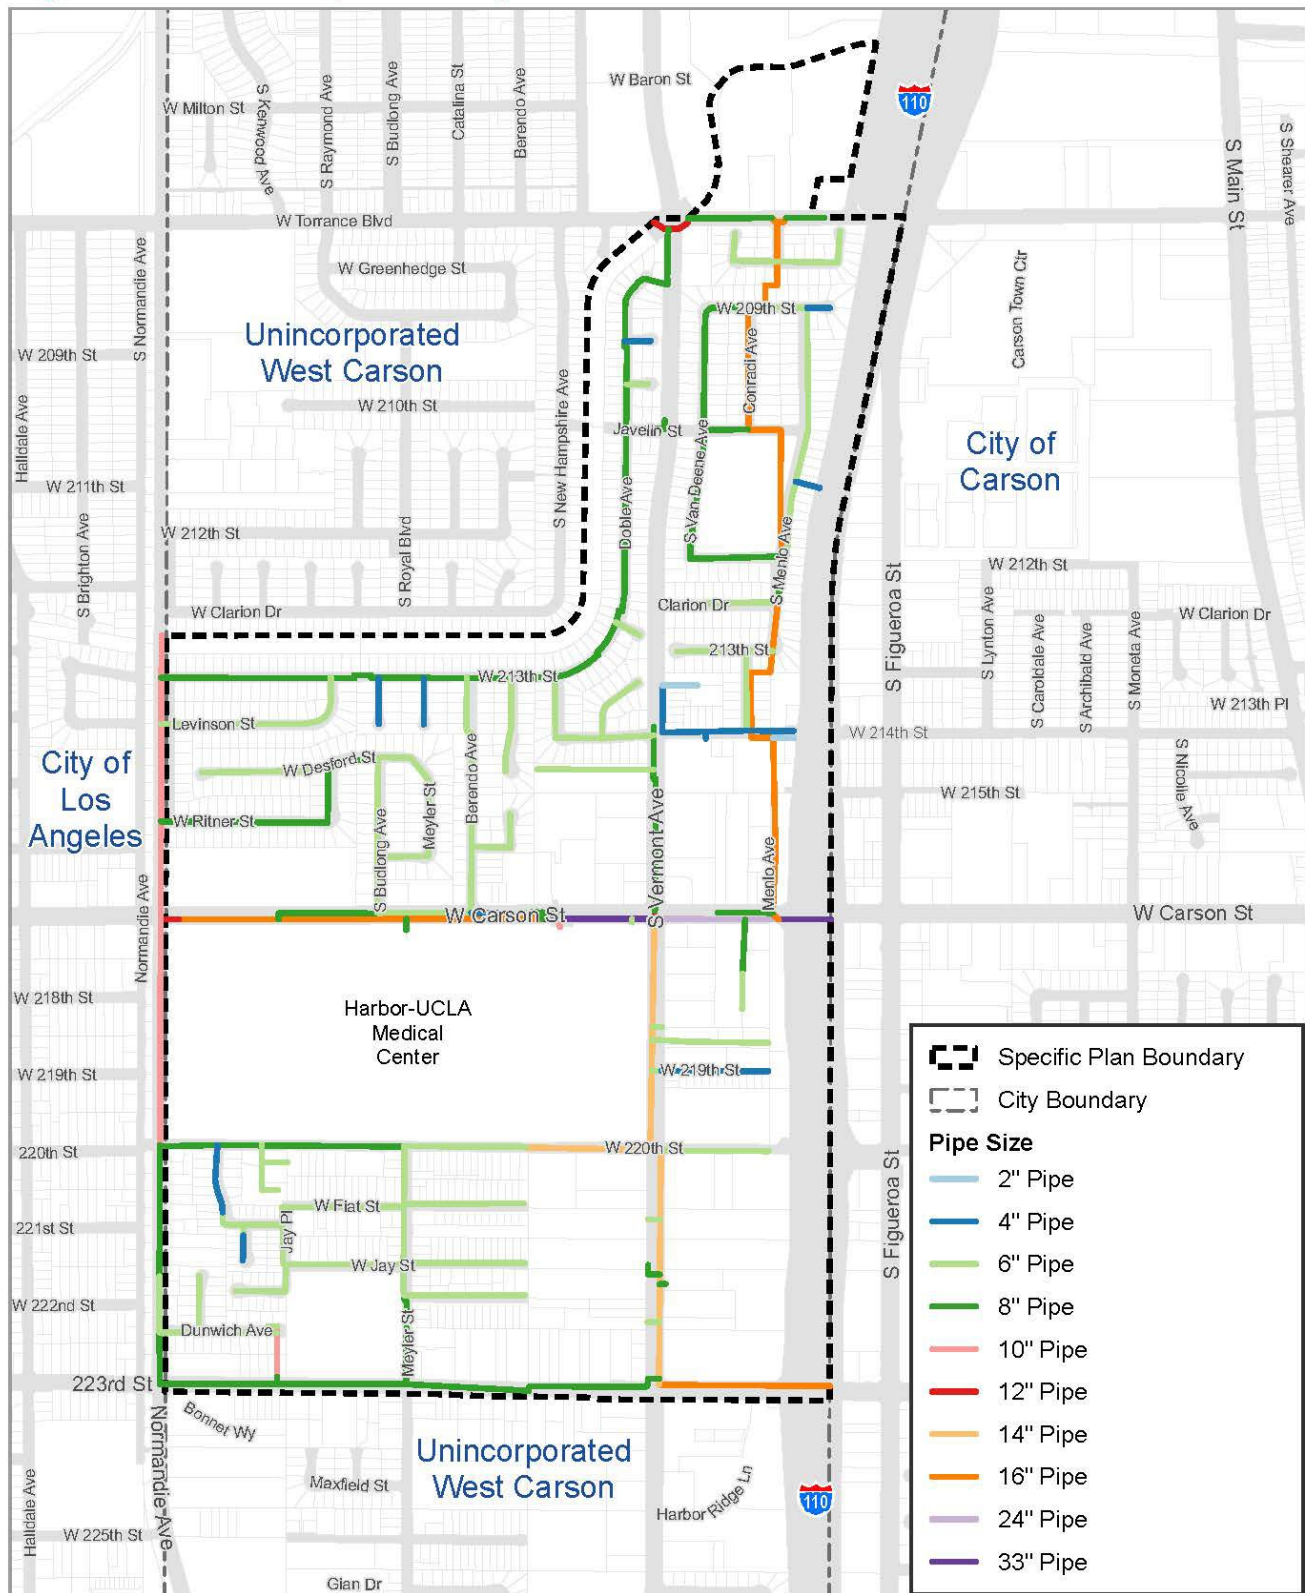 W Baron St
110
W Milton St
S Kenwood Ave
S Raymond Ave
S Budlong Ave
Catalina St
Berendo Ave
S Main St
S Shearer Ave
W Torrance Blvd
S Normandie Ave
W Greenhedge St
Carson Town Ctr
W 209th St
Unincorporated
West Carson
W 209th St
Conradi Ave
Halldale Ave
W 210th St
S New Hampshire Ave
Javelin St
City of
Carson
W 211th St
S Van Deene Ave
Doble Ave
W 212th St
S Royal Blvd
S Brighton Ave
S Menlo Ave
W 212th St
W Clarion Dr
Clarion Dr
S Figueroa St
S Lynton Ave
S Caroldale Ave
S Archibald Ave
S Moneta Ave
W Clarion Dr
213th St
W 213th St
W 213th Pl
Levinson St
W 214th St
City of
Los
Angeles
W Desford St
Berendo Ave
Meyler St
S Budlong Ave
S Vermont Ave
W 215th St
S Nicolle Ave
W Ritner St
Menlo Ave
W Carson St
W Carson St
Normandie Ave
W 218th St
Harbor-UCLA
Medical
Center
W 219th St
W 219th St
220th St
W 220th St
S Figueroa St
W Fiat St
221st St
Jay Pl
W Jay St
W 222nd St
Dunwich Ave
Meyler St
223rd St
Bonnet Wy
Normandie Ave
Unincorporated
West Carson
Halldale Ave
Maxfield St
Harbor Ridge Ln
110
W 225th St
Gian Dr
Specific Plan Boundary
City Boundary
Pipe Size
2" Pipe
4" Pipe
6" Pipe
8" Pipe
10" Pipe
12" Pipe
14" Pipe
16" Pipe
24" Pipe
33" Pipe